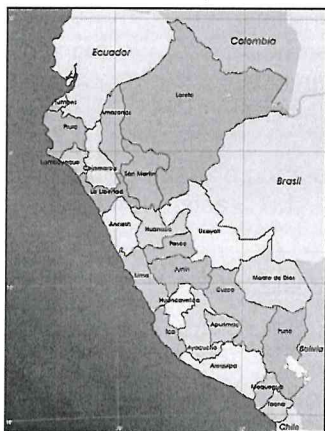 Ecuador
Colombia
Tumbes
Piura
Amazonas
Loreto
Lambayeque
Cajamarca
San Martín
La Libertad
Brasil
Ancash
Huánuco
Ucayali
Pasco
Lima
Junín
Madre de Dios
Huancavelica
Cusco
Ica
Apurímac
Ayacucho
Puno
Bolivia
Arequipa
Moquegua
Tacna
Chile